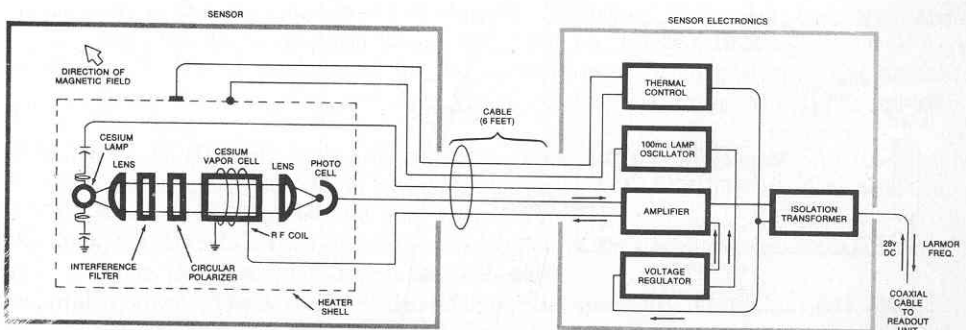 SENSOR
SENSOR ELECTRONICS
DIRECTION OF
MAGNETIC FIELD
CESIUM
LAMP
LENS
CESIUM
VAPOR CELL
LENS
PHOTO
CELL
R F COIL
INTERFERENCE
FILTER
CIRCULAR
POLARIZER
HEATER
SHELL
CABLE
(6 FEET)
THERMAL
CONTROL
100mc LAMP
OSCILLATOR
AMPLIFIER
VOLTAGE
REGULATOR
ISOLATION
TRANSFORMER
28v
DC
LARMOR
FREQ.
COAXIAL
CABLE TO
READOUT
UNIT